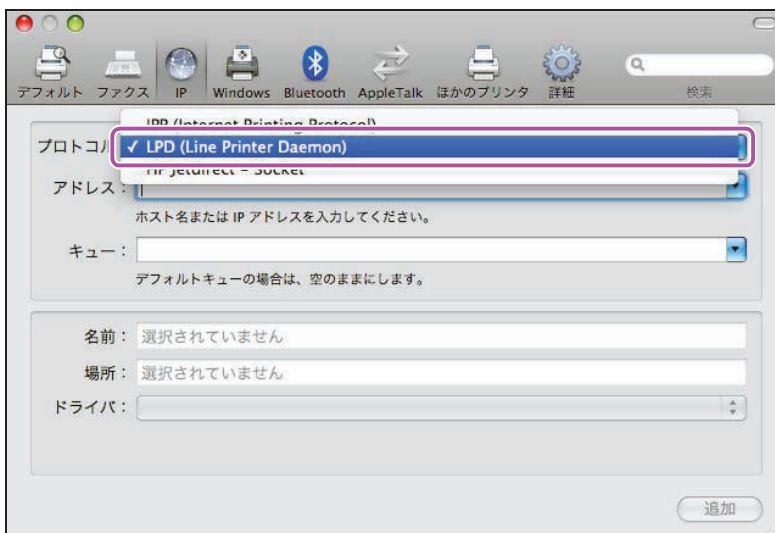 デフォルト ファクス IP Windows Bluetooth AppleTalk ほかのプリンタ 詳細 検索
IPP (Internet Printing Protocol)
プロトコル ✓ LPD (Line Printer Daemon)
HP Jetdirect – Socket
アドレス：
ホスト名または IP アドレスを入力してください。
キュー：
デフォルトキューの場合は、空のままにします。
名前： 選択されていません
場所： 選択されていません
ドライバ：
追加